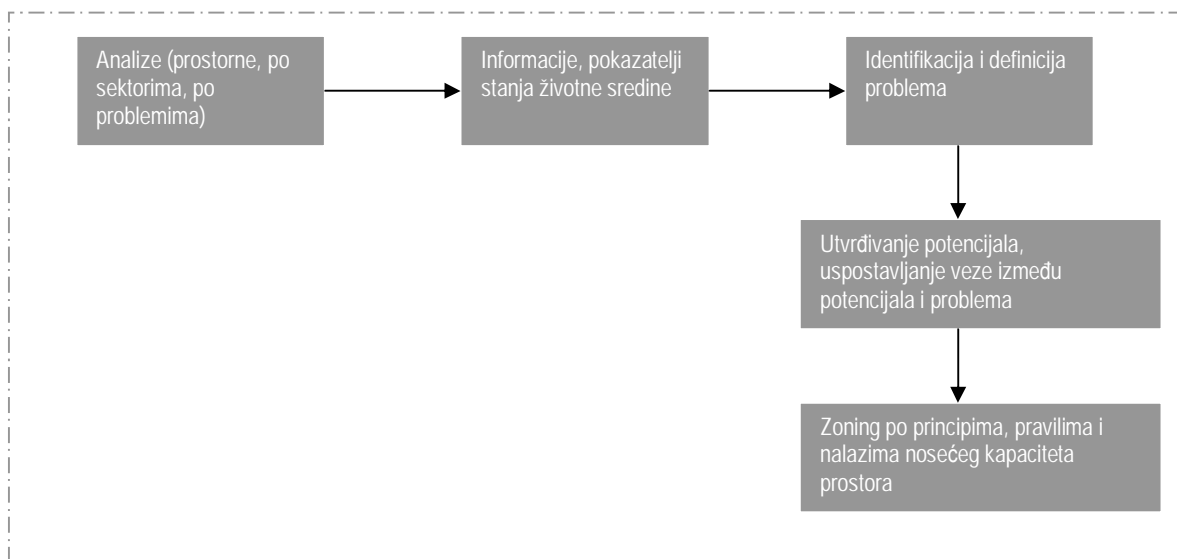 Analize (prostorne, po
sektorima, po
problemima)
Informacije, pokazatelji
stanja životne sredine
Identifikacija i definicija
problema
Utvrđivanje potencijala,
uspostavljanje veze između
potencijala i problema
Zoning po principima, pravilima i
nalazima nosećeg kapaciteta
prostora